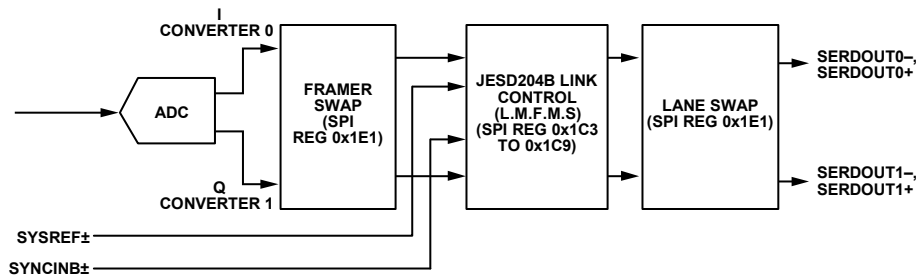 I
CONVERTER 0
ADC
Q
CONVERTER 1
FRAMER
SWAP
(SPI
REG 0x1E1)
JESD204B LINK
CONTROL
(L.M.F.M.S)
(SPI REG 0x1C3
TO 0x1C9)
LANE SWAP
(SPI REG 0x1E1)
SERDOUT0–,
SERDOUT0+
SERDOUT1–,
SERDOUT1+
SYSREF±
SYNCINB±